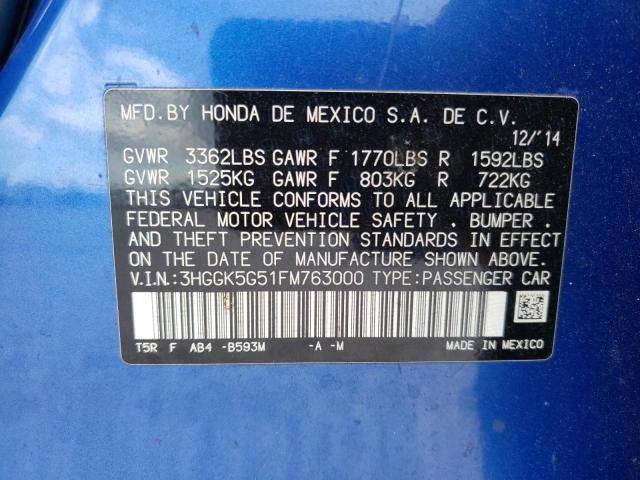 MFD.BY HONDA DE MEXICO S.A. DE C.V.
12/'14
GVWR 3362LBS GAWR F 1770LBS R 1592LBS
GVWR 1525KG GAWR F 803KG R 722KG
THIS VEHICLE CONFORMS TO ALL APPLICABLE
FEDERAL MOTOR VEHICLE SAFETY . BUMPER .
AND THEFT PREVENTION STANDARDS IN EFFECT
ON THE DATE OF MANUFACTURE SHOWN ABOVE.
V.I.N.:3HGGK5G51FM763000 TYPE:PASSENGER CAR
T5R F AB4 -B593M -A -M MADE IN MEXICO